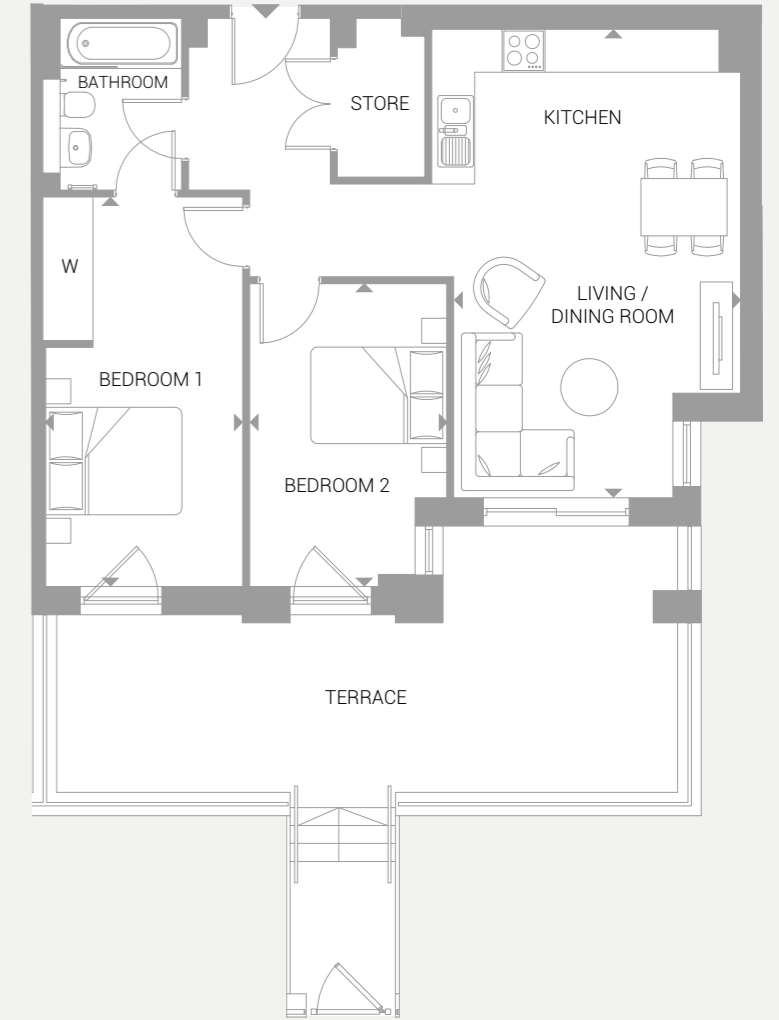 BATHROOM
STORE
KITCHEN
W
LIVING /
DINING ROOM
BEDROOM 1
BEDROOM 2
TERRACE